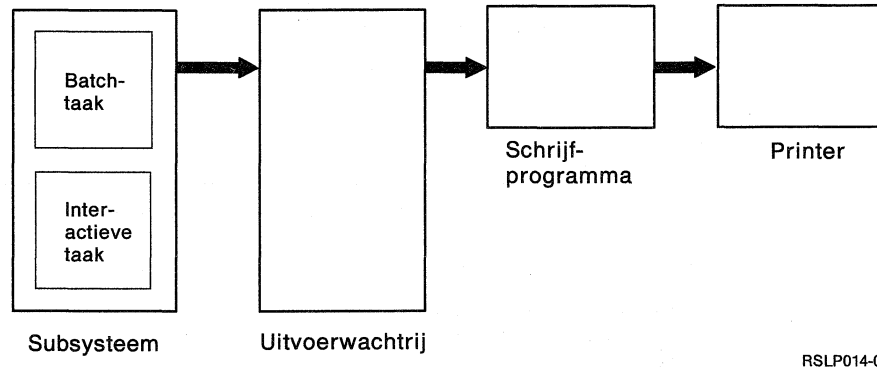 Batch-
taak
Inter-
actieve
taak
Subsysteem
Uitvoerwachtrij
Schrijf-
programma
Printer
RSLP014-0